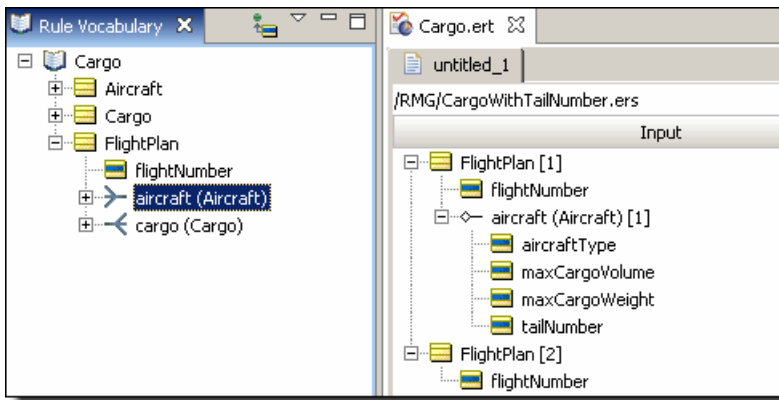 Rule Vocabulary
Cargo
Aircraft
Cargo
FlightPlan
flightNumber
aircraft (Aircraft)
cargo (Cargo)
Cargo.ert
untitled_1
/RMG/CargoWithTailNumber.ers
Input
FlightPlan [1]
flightNumber
aircraft (Aircraft) [1]
aircraftType
maxCargoVolume
maxCargoWeight
tailNumber
FlightPlan [2]
flightNumber